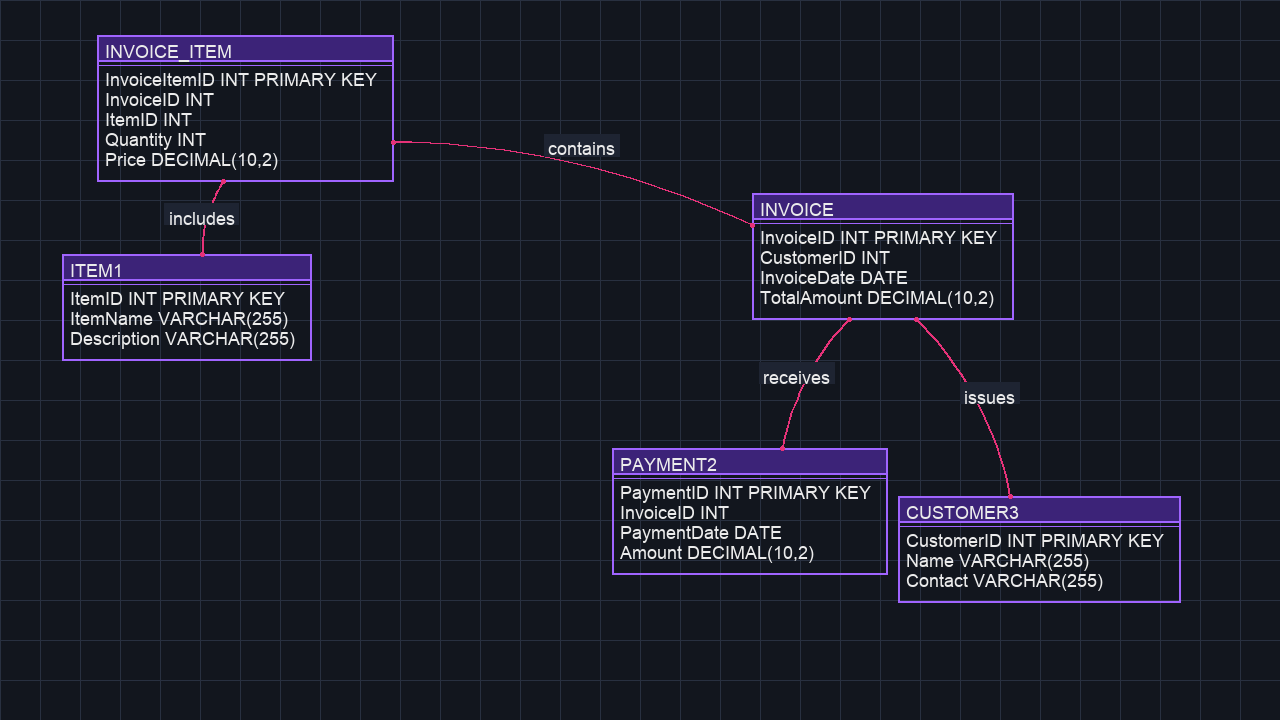 INVOICE_ITEM
InvoiceItemID INT PRIMARY KEY
InvoiceID INT
ItemID INT
Quantity INT
Price DECIMAL(10,2)
contains
includes
ITEM1
ItemID INT PRIMARY KEY
ItemName VARCHAR(255)
Description VARCHAR(255)
INVOICE
InvoiceID INT PRIMARY KEY
CustomerID INT
InvoiceDate DATE
TotalAmount DECIMAL(10,2)
receives
issues
PAYMENT2
PaymentID INT PRIMARY KEY
InvoiceID INT
PaymentDate DATE
Amount DECIMAL(10,2)
CUSTOMER3
CustomerID INT PRIMARY KEY
Name VARCHAR(255)
Contact VARCHAR(255)